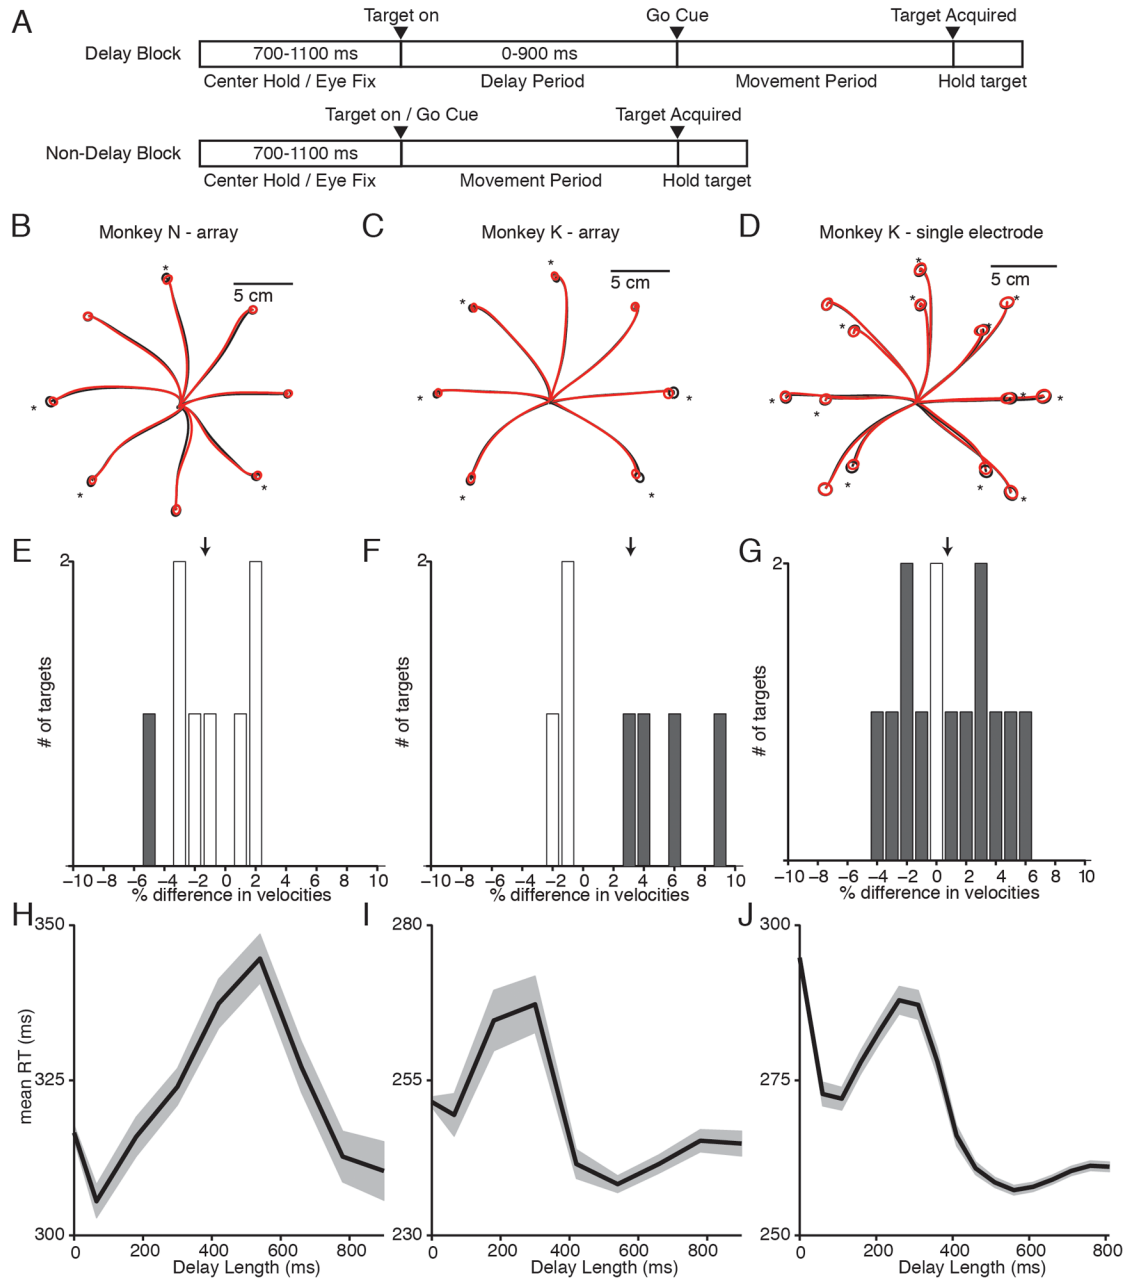 A
Target on
Go Cue
Target Acquired
Delay Block
700-1100 ms
0-900 ms
Center Hold / Eye Fix
Delay Period
Movement Period
Hold target
Target on / Go Cue
Target Acquired
Non-Delay Block
700-1100 ms
Center Hold / Eye Fix
Movement Period
Hold target
B
Monkey N - array
5 cm
* * * *
C
Monkey K - array
5 cm
* * * * * *
D
Monkey K - single electrode
5 cm
* * * * * * * * * * * *
E
2
# of targets
−10 −8 −6 −4 −2 0 2 4 6 8 10
% difference in velocities
F
2
# of targets
−10 −8 −6 −4 −2 0 2 4 6 8 10
% difference in velocities
G
2
# of targets
−10 −8 −6 −4 −2 0 2 4 6 8 10
% difference in velocities
H
350
325
300
mean RT (ms)
0 200 400 600 800
Delay Length (ms)
I
280
255
230
0 200 400 600 800
Delay Length (ms)
J
300
275
250
0 200 400 600 800
Delay Length (ms)